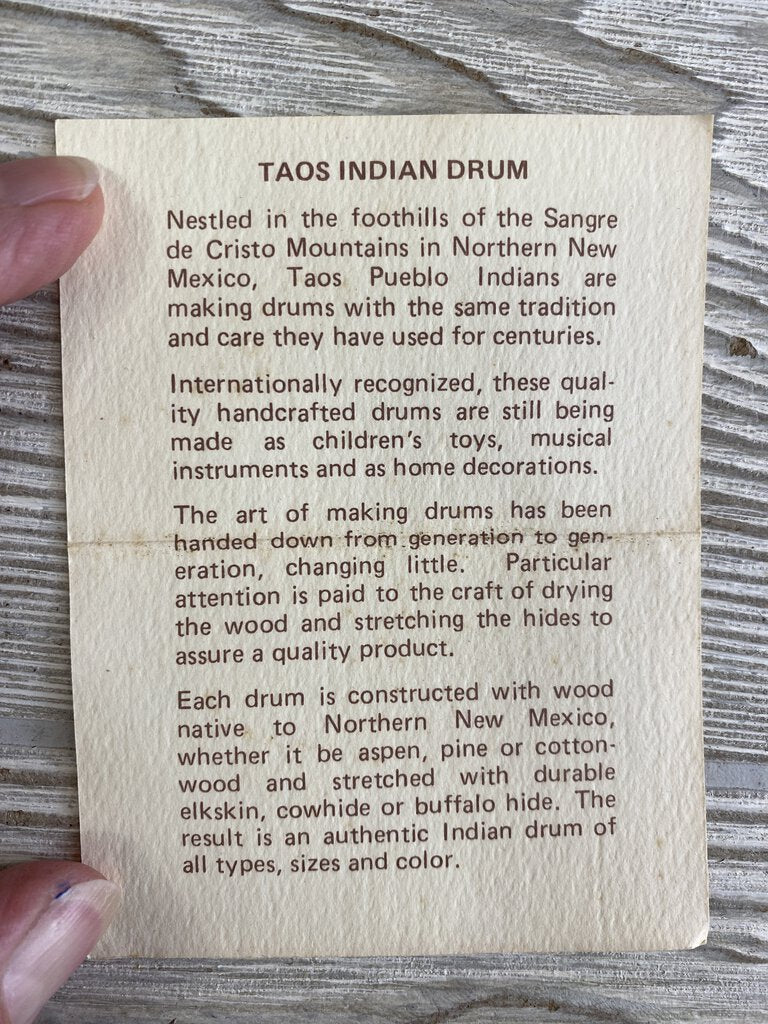 TAOS INDIAN DRUM
Nestled in the foothills of the Sangre
de Cristo Mountains in Northern New
Mexico, Taos Pueblo Indians are
making drums with the same tradition
and care they have used for centuries.
Internationally recognized, these qual-
ity handcrafted drums are still being
made as children's toys, musical
instruments and as home decorations.
The art of making drums has been
handed down from generation to gen-
eration, changing little. Particular
attention is paid to the craft of drying
the wood and stretching the hides to
assure a quality product.
Each drum is constructed with wood
native to Northern New Mexico,
whether it be aspen, pine or cotton-
wood and stretched with durable
elkskin, cowhide or buffalo hide. The
result is an authentic Indian drum of
all types, sizes and color.